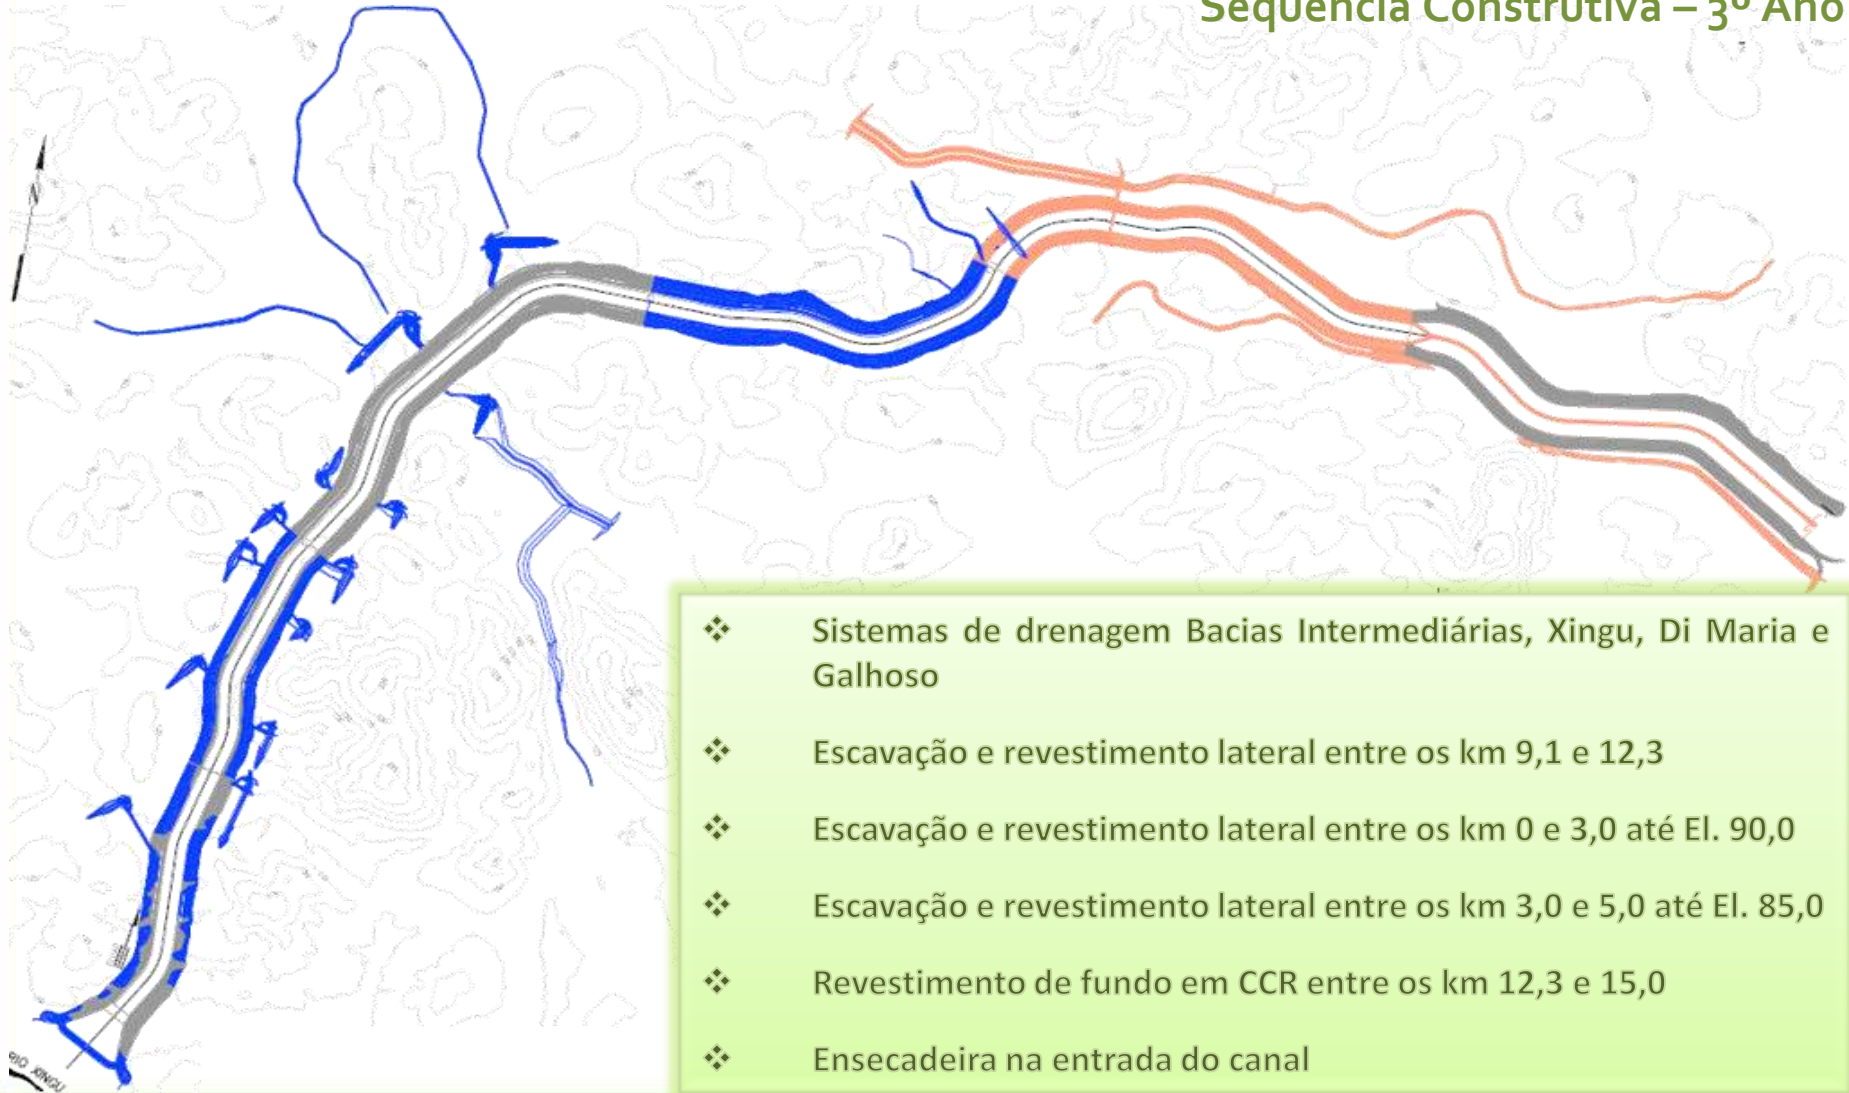 Sequência Construtiva – 3º Ano
❖ Sistemas de drenagem Bacias Intermediárias, Xingu, Di Maria e
Galhoso
❖ Escavação e revestimento lateral entre os km 9,1 e 12,3
❖ Escavação e revestimento lateral entre os km 0 e 3,0 até El. 90,0
❖ Escavação e revestimento lateral entre os km 3,0 e 5,0 até El. 85,0
❖ Revestimento de fundo em CCR entre os km 12,3 e 15,0
❖ Ensecadeira na entrada do canal
RIO XINGU
N